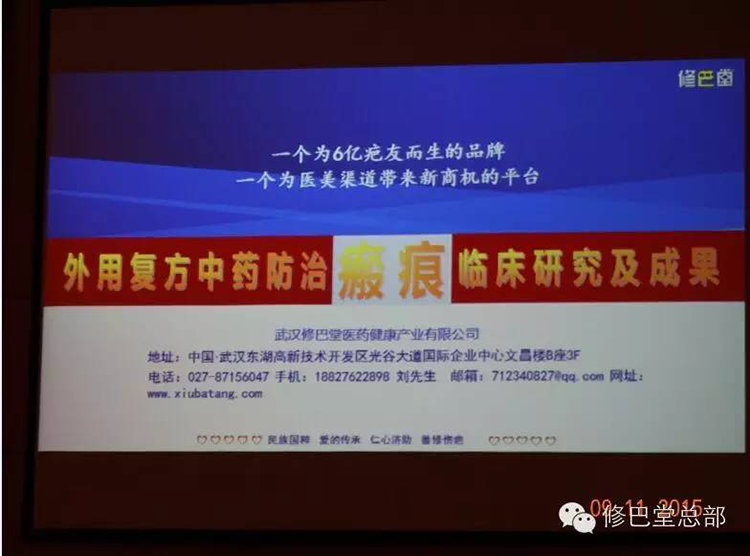 修巴堂
一个为6亿疤友而生的品牌
一个为医美渠道带来新商机的平台
外用复方中药防治瘢痕临床研究及成果
武汉修巴堂医药健康产业有限公司
地址：中国·武汉东湖高新技术开发区光谷大道国际企业中心文昌楼B座3F
电话：027-87156047 手机：18827622898 刘先生 邮箱：712340827@qq.com 网址：
www.xiubatang.com
民族国粹 爱的传承 仁心济助 善修伤疤
09 11 2015
修巴堂总部